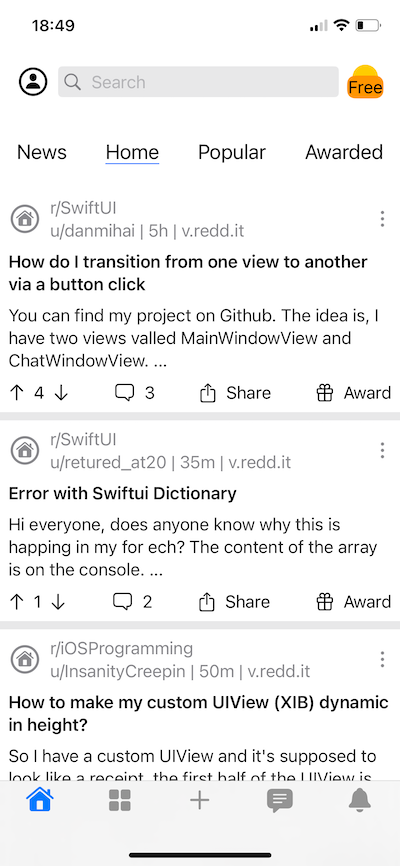 18:49
Search
Free
News Home Popular Awarded
r/SwiftUI
u/danmihai | 5h | v.redd.it
How do I transition from one view to another
via a button click
You can find my project on Github. The idea is, I
have two views valled MainWindowView and
ChatWindowView. ...
4 3 Share Award
r/SwiftUI
u/retured_at20 | 35m | v.redd.it
Error with Swiftui Dictionary
Hi everyone, does anyone know why this is
happing in my for ech? The content of the array
is on the console. ...
1 2 Share Award
r/iOSProgramming
u/InsanityCreepin | 50m | v.redd.it
How to make my custom UIView (XIB) dynamic
in height?
So I have a custom UIView and it's supposed to
look like a receipt, the first half of the UIView is